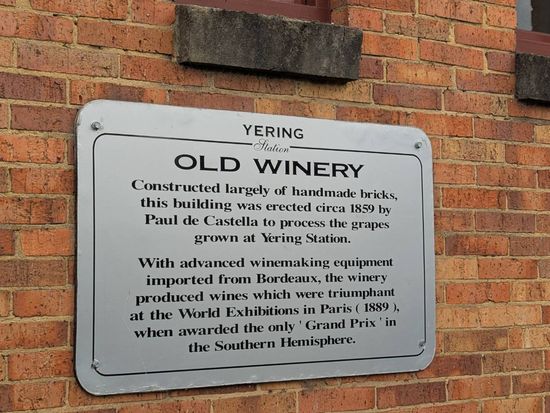 YERING
Station
OLD WINERY
Constructed largely of handmade bricks,
this building was erected circa 1859 by
Paul de Castella to process the grapes
grown at Yering Station.
With advanced winemaking equipment
imported from Bordeaux, the winery
produced wines which were triumphant
at the World Exhibitions in Paris ( 1889 ),
when awarded the only ' Grand Prix ' in
the Southern Hemisphere.